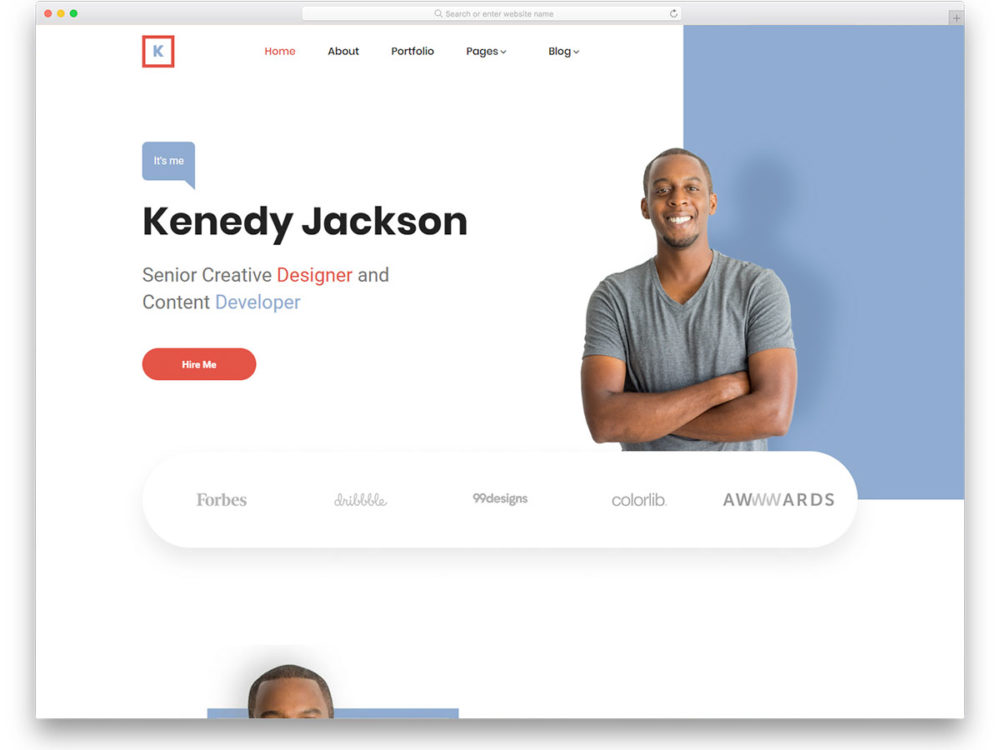 Search or enter website name
K
Home About Portfolio Pages Blog
It's me
Kenedy Jackson
Senior Creative Designer and
Content Developer
Hire Me
Forbes dribbble 99designs colorlib. AWWWARDS